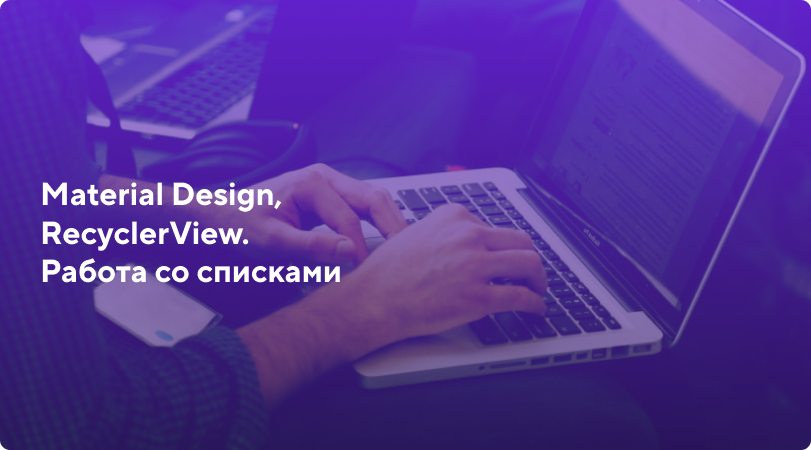 Material Design,
RecyclerView.
Работа со списками